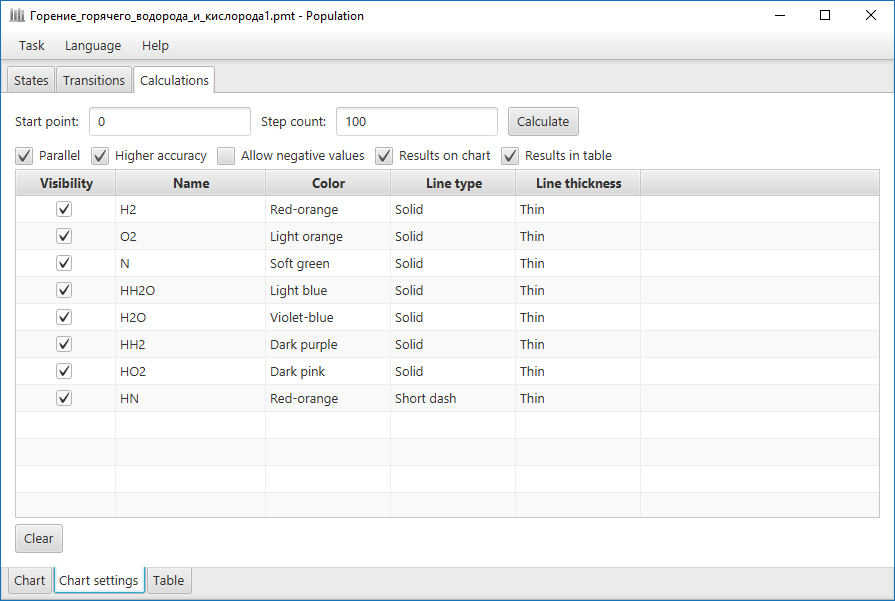 Горение_горячего_водорода_и_кислорода1.pmt - Population
Task Language Help
States Transitions Calculations
Start point: 0 Step count: 100 Calculate
Parallel Higher accuracy Allow negative values Results on chart Results in table
Visibility Name Color Line type Line thickness
H2 Red-orange Solid Thin
O2 Light orange Solid Thin
N Soft green Solid Thin
HH2O Light blue Solid Thin
H2O Violet-blue Solid Thin
HH2 Dark purple Solid Thin
HO2 Dark pink Solid Thin
HN Red-orange Short dash Thin
Clear
Chart Chart settings Table